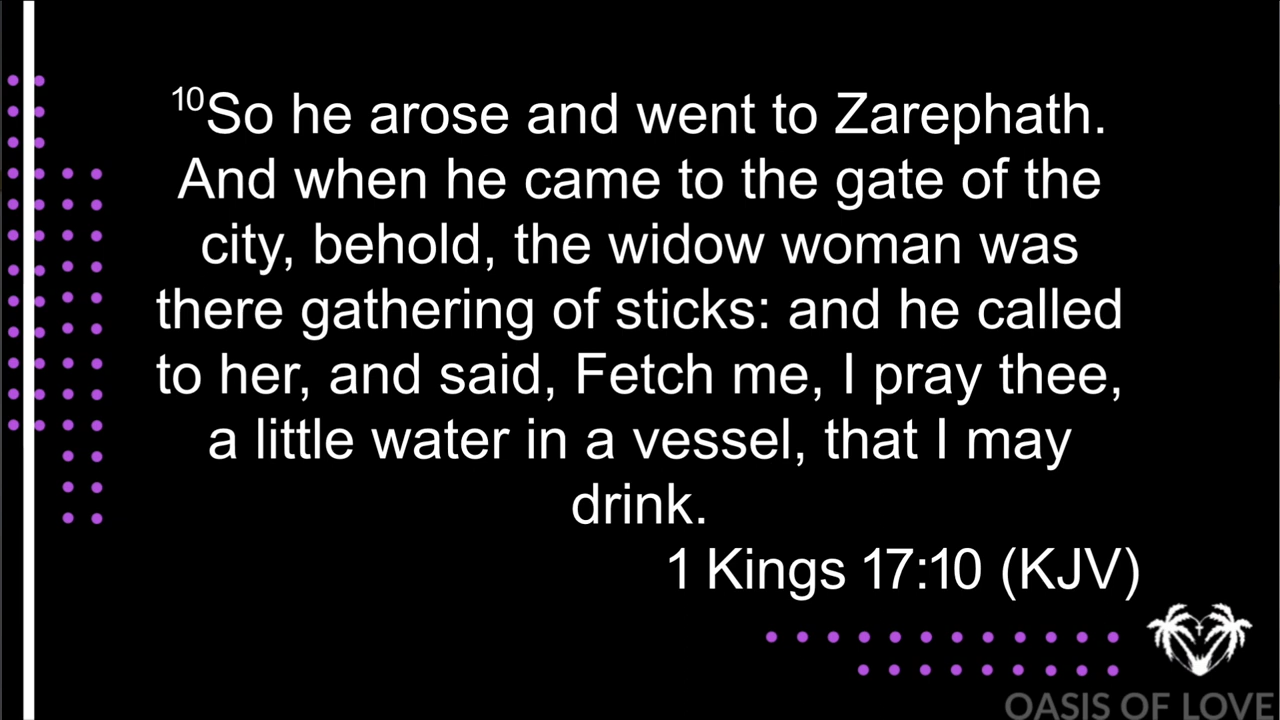 10So he arose and went to Zarephath.
And when he came to the gate of the
city, behold, the widow woman was
there gathering of sticks: and he called
to her, and said, Fetch me, I pray thee,
a little water in a vessel, that I may
drink.
1 Kings 17:10 (KJV)
OASIS OF LOVE